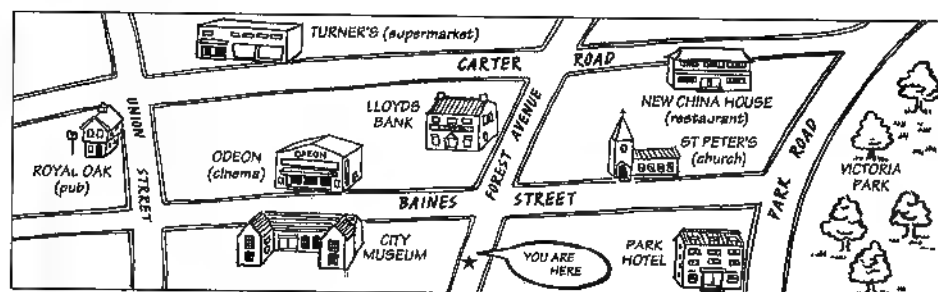 TURNER'S (supermarket)
CARTER ROAD
UNION STREET
LLOYDS
BANK
FOREST AVENUE
NEW CHINA HOUSE
(restaurant)
ROYAL OAK
(pub)
ODEON
(cinema)
ODEON
ST PETER'S
(church)
PARK ROAD
VICTORIA
PARK
BAINES STREET
CITY
MUSEUM
YOU ARE
HERE
PARK
HOTEL